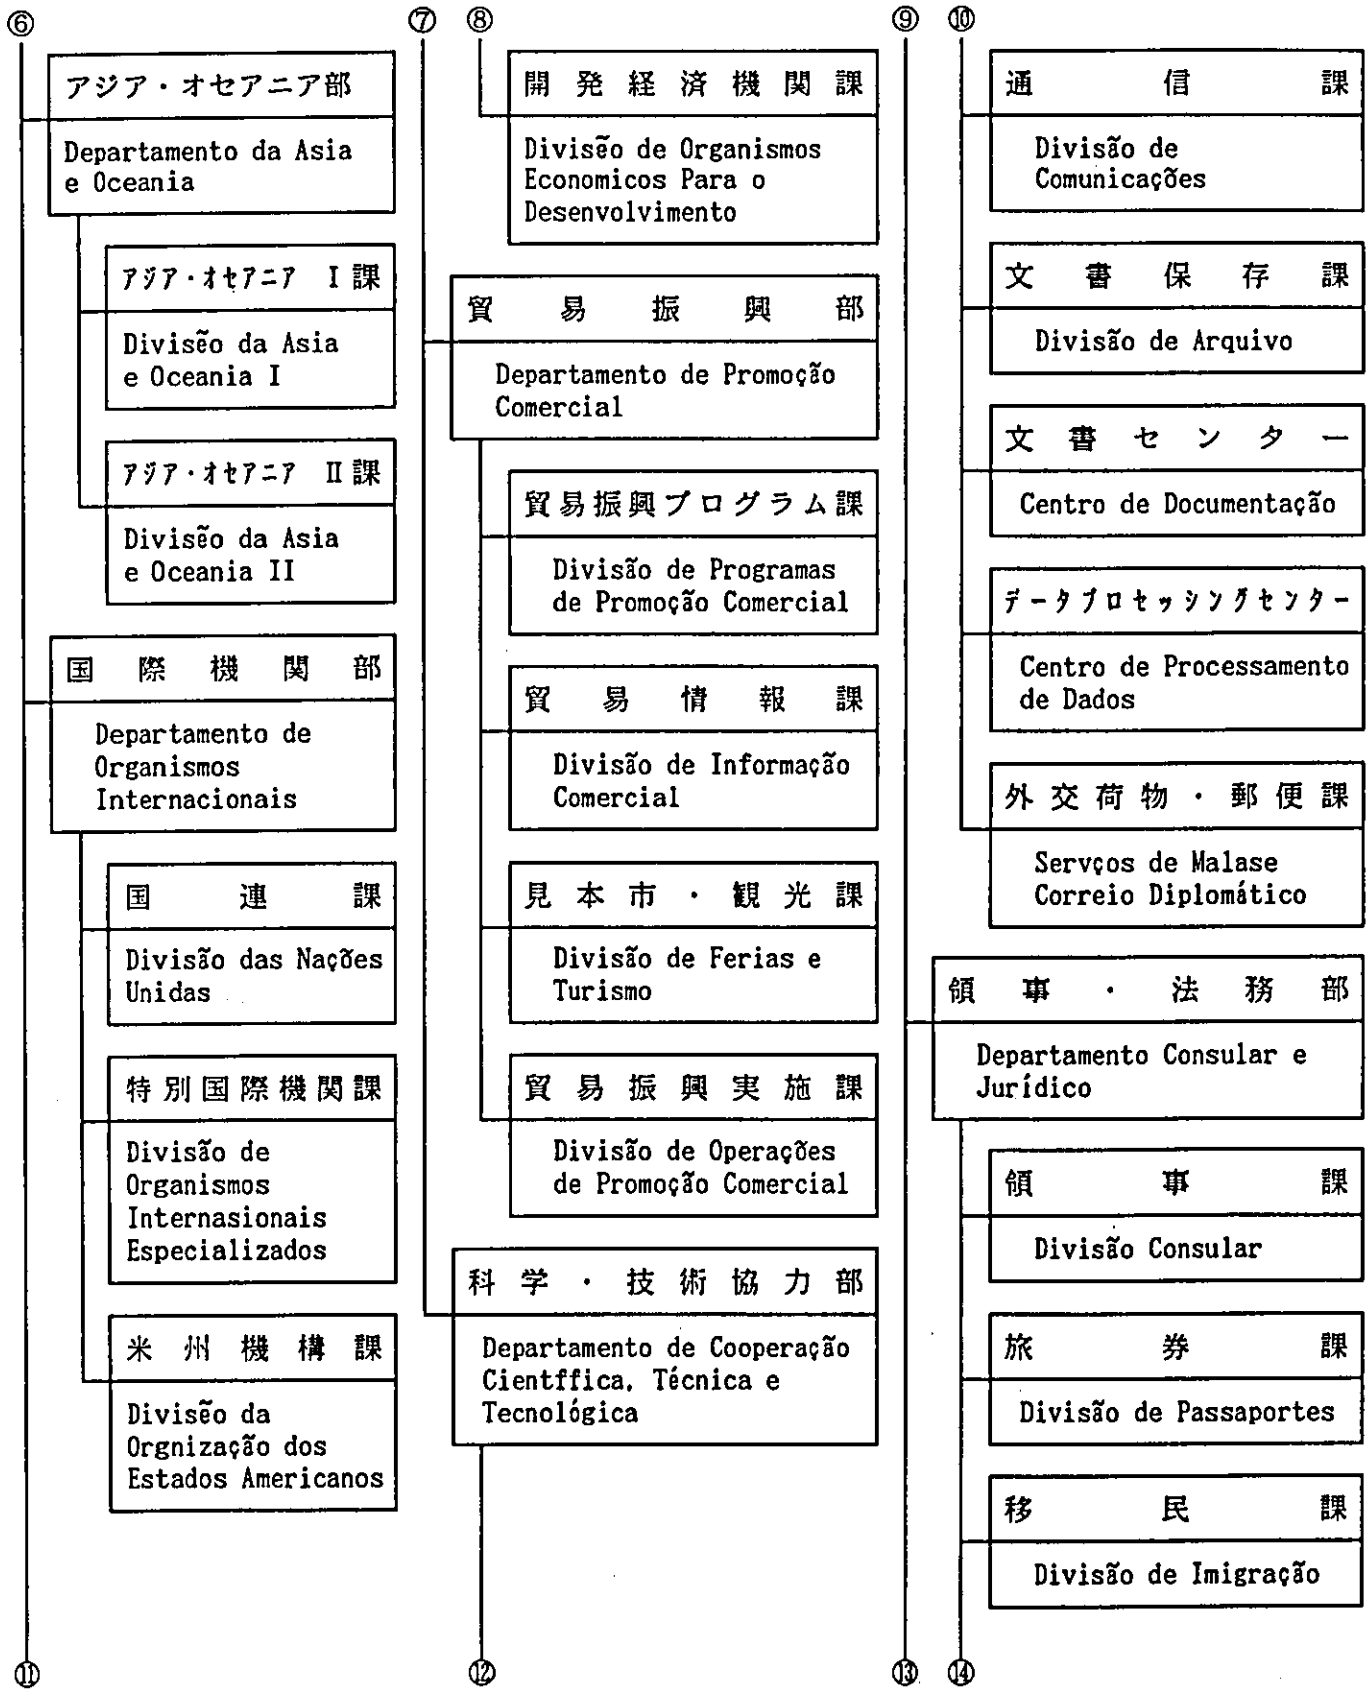 ⑥
アジア・オセアニア部
Departamento da Asia
e Oceania
アジア・オセアニア I課
Divisẽo da Asia
e Oceania I
アジア・オセアニア II課
Divisẽo da Asia
e Oceania II
国際機関部
Departamento de
Organismos
Internacionais
国連課
Divisão das Nações
Unidas
特別国際機関課
Divisão de
Organismos
Internasionais
Especializados
米州機構課
Divisẽo da
Orgnização dos
Estados Americanos
⑪
⑦
⑧
開発経済機関課
Divisẽo de Organismos
Economicos Para o
Desenvolvimento
貿易振興部
Departamento de Promoção
Comercial
貿易振興プログラム課
Divisão de Programas
de Promoção Comercial
貿易情報課
Divisão de Informação
Comercial
見本市・観光課
Divisão de Ferias e
Turismo
貿易振興実施課
Divisão de Operações
de Promoção Comercial
科学・技術協力部
Departamento de Cooperação
Cientffica. Técnica e
Tecnológica
⑫
⑨
⑩
通信課
Divisão de
Comunicações
文書保存課
Divisão de Arquivo
文書センター
Centro de Documentação
データプロセッシングセンター
Centro de Processamento
de Dados
外交荷物・郵便課
Servços de Malase
Correio Diplomático
領事・法務部
Departamento Consular e
Jurídico
領事課
Divisão Consular
旅券課
Divisão de Passaportes
移民課
Divisão de Imigração
⑬
⑭